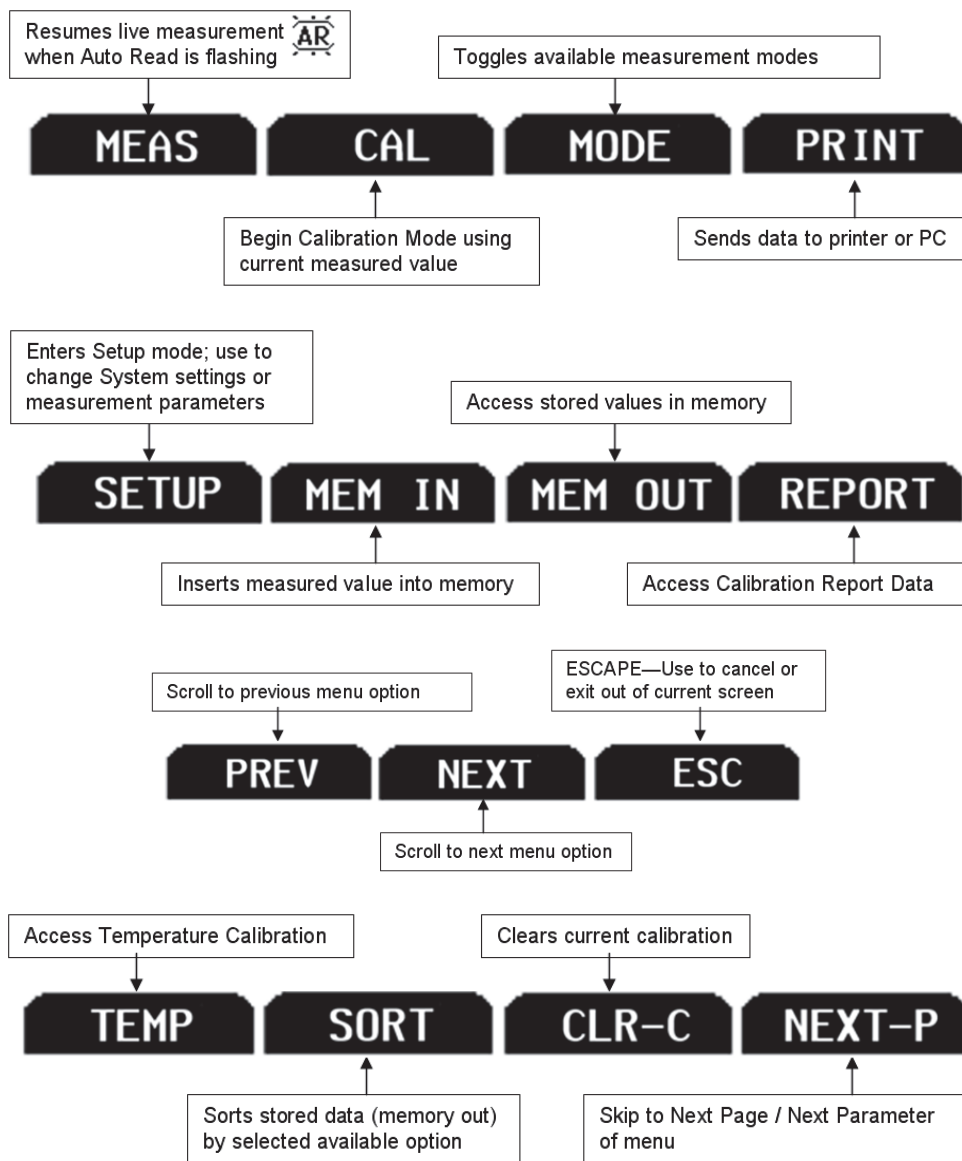 Resumes live measurement AR
when Auto Read is flashing
Toggles available measurement modes
MEAS CAL MODE PRINT
Begin Calibration Mode using
current measured value
Sends data to printer or PC
Enters Setup mode; use to
change System settings or
measurement parameters
Access stored values in memory
SETUP MEM IN MEM OUT REPORT
Inserts measured value into memory
Access Calibration Report Data
Scroll to previous menu option
ESCAPE—Use to cancel or
exit out of current screen
PREV NEXT ESC
Scroll to next menu option
Access Temperature Calibration
Clears current calibration
TEMP SORT CLR-C NEXT-P
Sorts stored data (memory out)
by selected available option
Skip to Next Page / Next Parameter
of menu